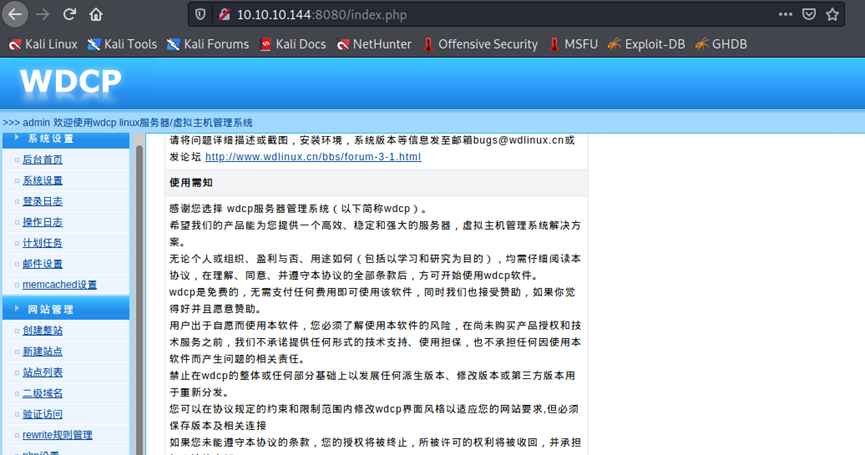 10.10.10.144:8080/index.php
Kali Linux Kali Tools Kali Forums Kali Docs NetHunter Offensive Security MSFU Exploit-DB GHDB
WDCP
>>> admin 欢迎使用wdcp linux服务器/虚拟主机管理系统
系统设置
后台首页
系统设置
登录日志
操作日志
计划任务
邮件设置
memcached设置
网站管理
创建整站
新建站点
站点列表
二级域名
验证访问
rewrite规则管理
php设置
请将问题详细描述或截图，安装环境，系统版本等信息发至邮箱bugs@wdlinux.cn或
发论坛 http://www.wdlinux.cn/bbs/forum-3-1.html
使用需知
感谢您选择 wdcp服务器管理系统（以下简称wdcp）。
希望我们的产品能为您提供一个高效、稳定和强大的服务器，虚拟主机管理系统解决方
案。
无论个人或组织、盈利与否、用途如何（包括以学习和研究为目的），均需仔细阅读本
协议，在理解、同意、并遵守本协议的全部条款后，方可开始使用wdcp软件。
wdcp是免费的，无需支付任何费用即可使用该软件，同时我们也接受赞助，如果你觉
得好并且愿意赞助。
用户出于自愿而使用本软件，您必须了解使用本软件的风险，在尚未购买产品授权和技
术服务之前，我们不承诺提供任何形式的技术支持、使用担保，也不承担任何因使用本
软件而产生问题的相关责任。
禁止在wdcp的整体或任何部分基础上以发展任何派生版本、修改版本或第三方版本用
于重新分发。
您可以在协议规定的约束和限制范围内修改wdcp界面风格以适应您的网站要求,但必须
保存版本及相关连接
如果您未能遵守本协议的条款，您的授权将被终止，所被许可的权利将被收回，并承担